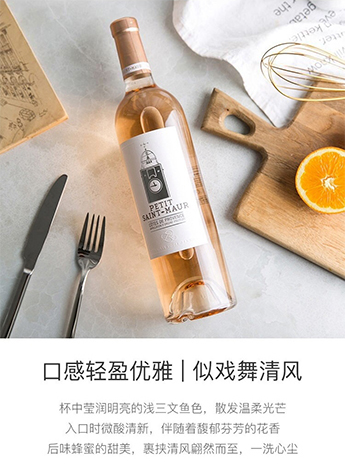 PETIT
SAINT-MAUR
CÔTES DE PROVENCE
口感轻盈优雅 | 似戏舞清风
杯中莹润明亮的浅三文鱼色，散发温柔光芒
入口时微酸清新，伴随着馥郁芬芳的花香
后味蜂蜜的甜美，裹挟清风翩然而至，一洗心尘